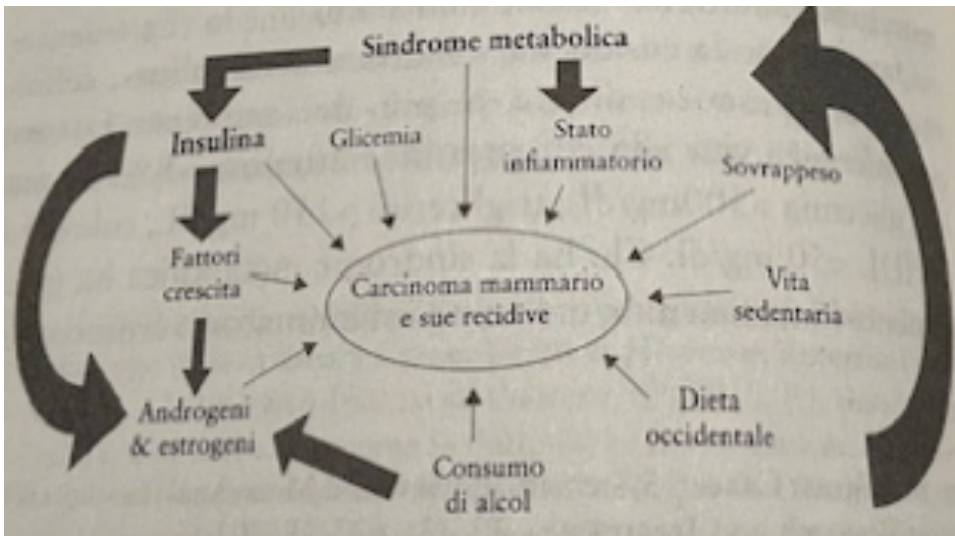 Sindrome metabolica
Insulina
Glicemia
Stato
infiammatorio
Sovrappeso
Fattori
crescita
Carcinoma mammario
e sue recidive
Vita
sedentaria
Androgeni
& estrogeni
Dieta
occidentale
Consumo
di alcol